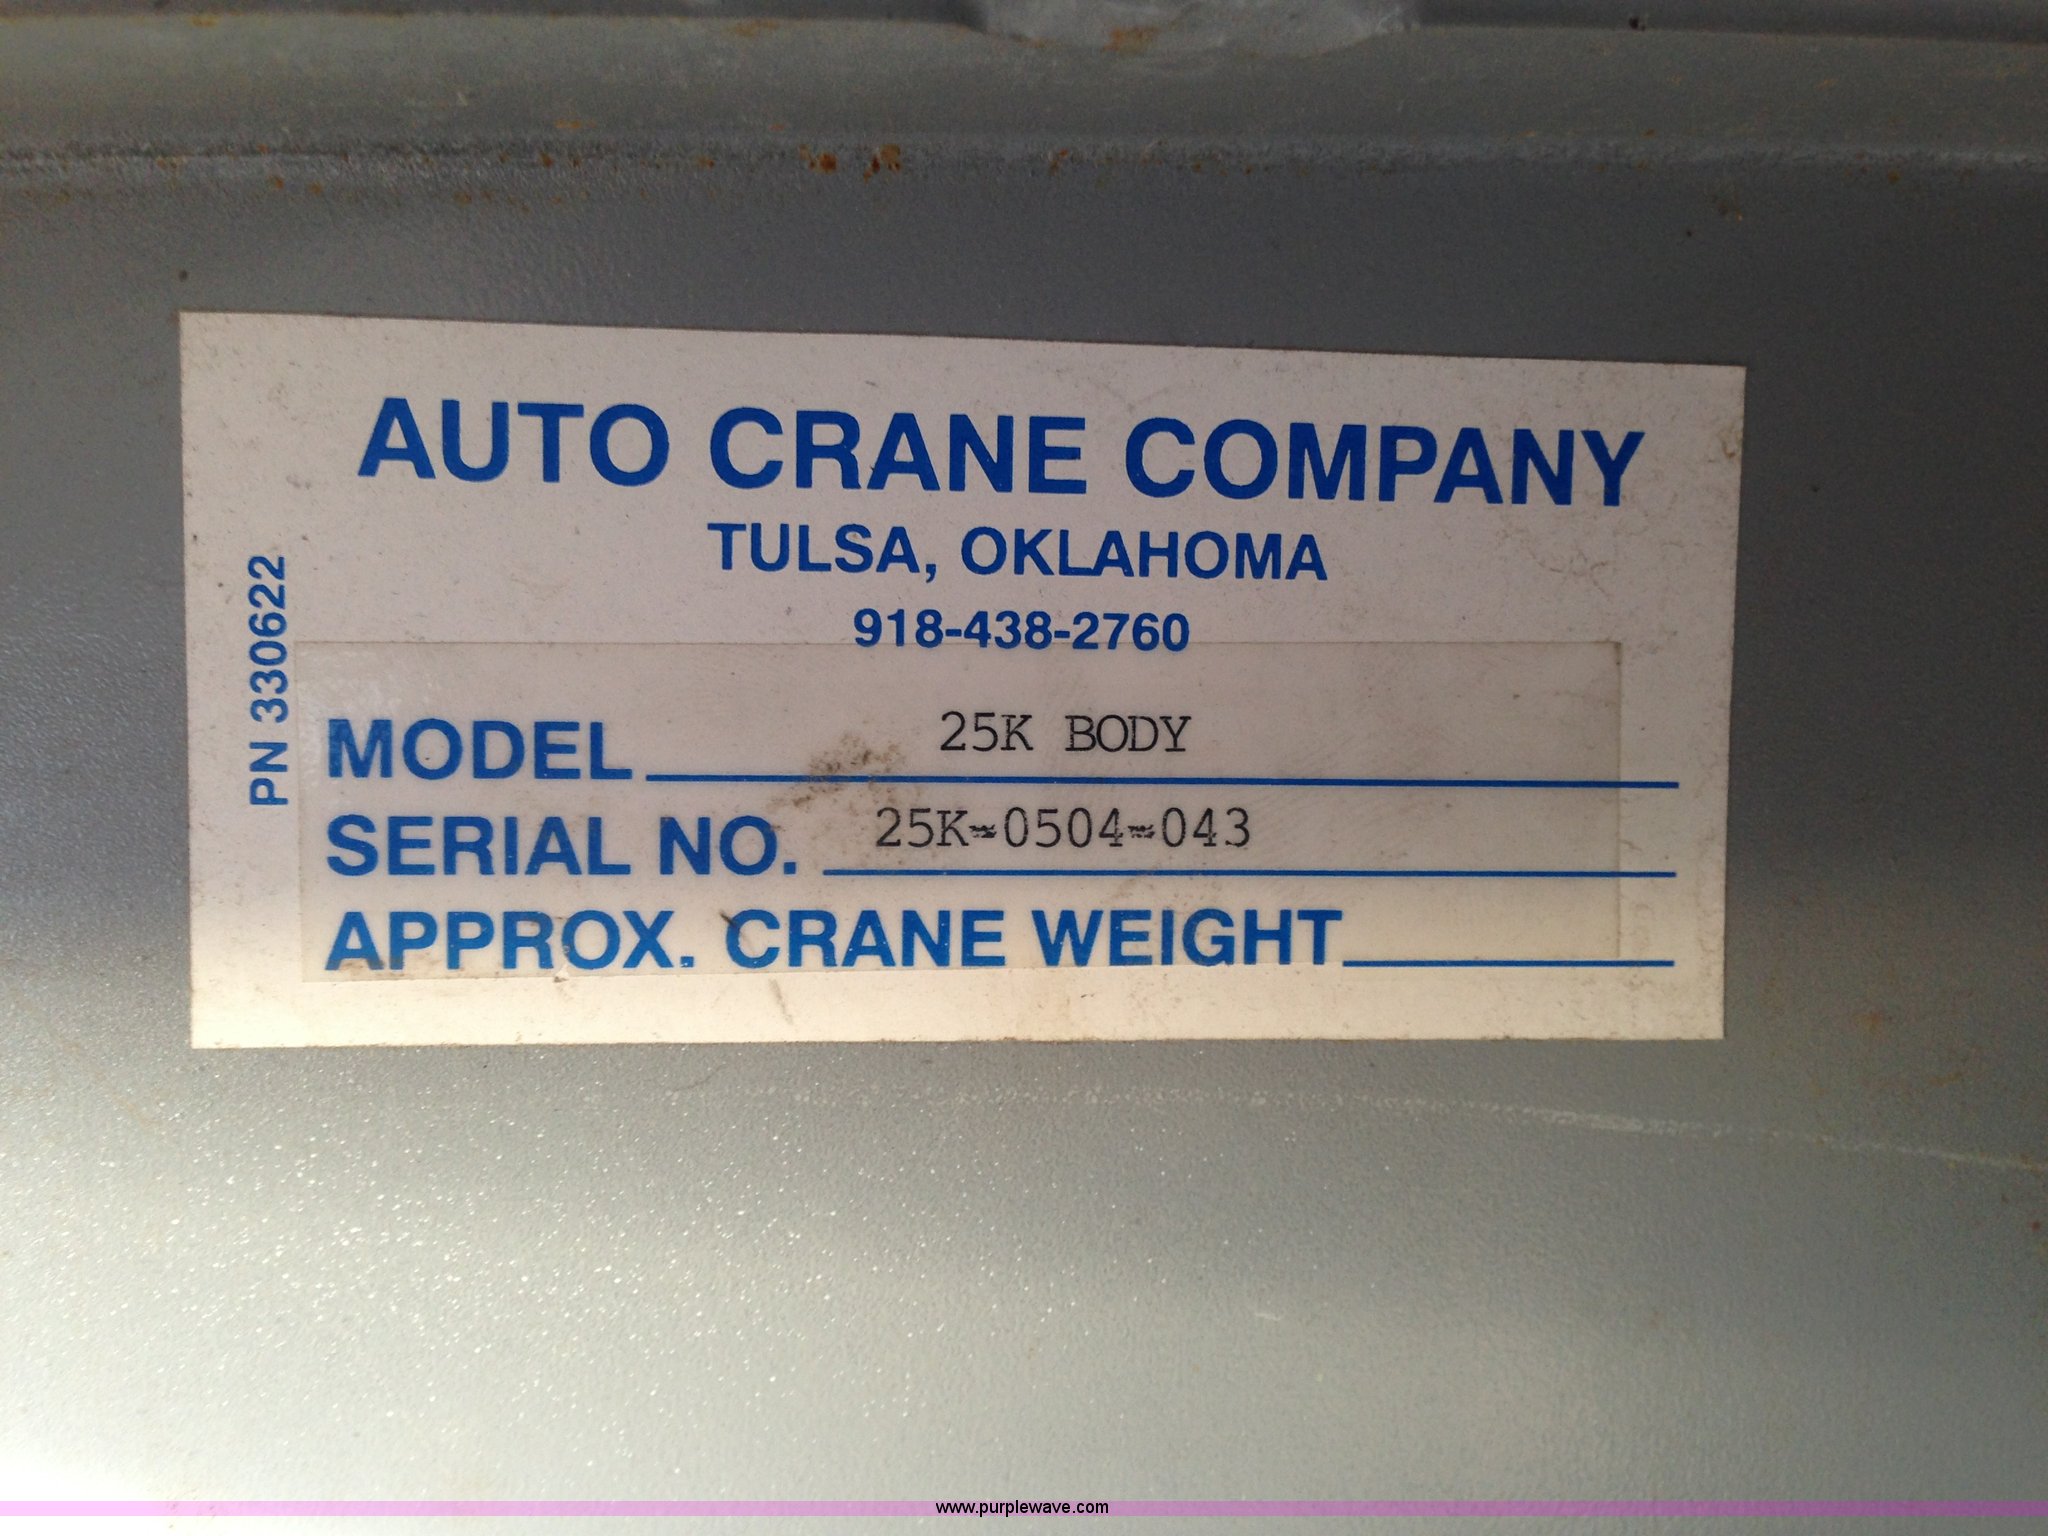 AUTO CRANE COMPANY
TULSA, OKLAHOMA
918-438-2760
PN 330622
MODEL 25K BODY
SERIAL NO. 25K-0504-043
APPROX. CRANE WEIGHT
www.purplewave.com